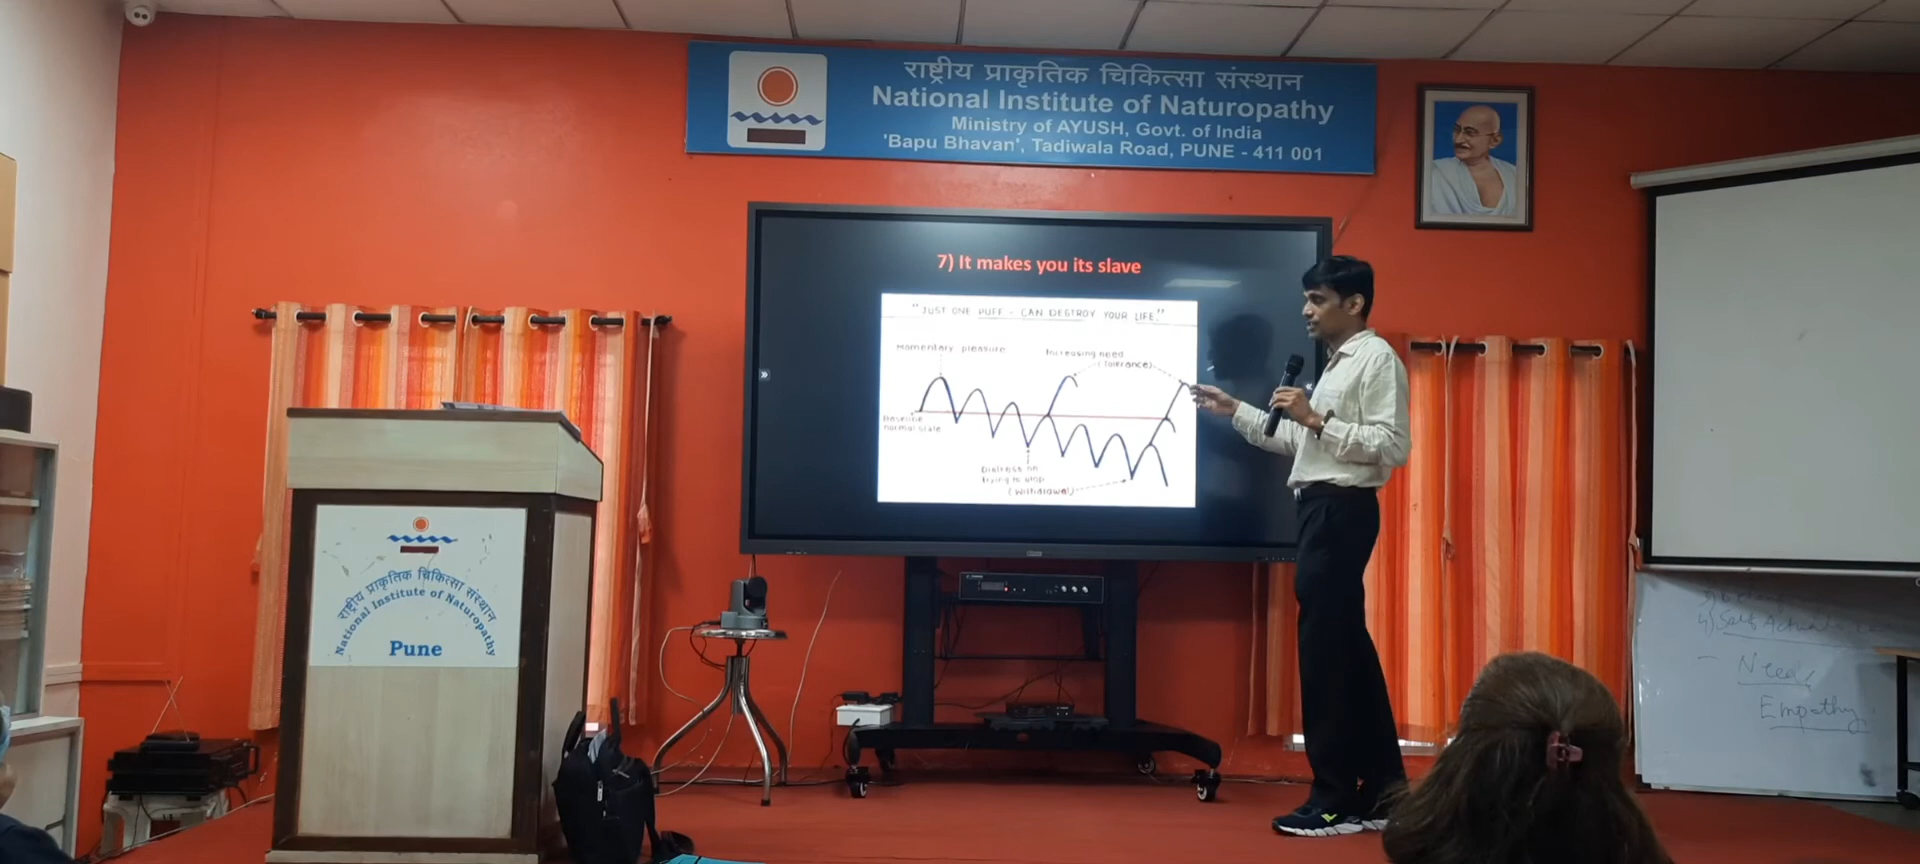 राष्ट्रीय प्राकृतिक चिकित्सा संस्थान
National Institute of Naturopathy
Ministry of AYUSH, Govt. of India
'Bapu Bhavan', Tadiwala Road, PUNE - 411 001
7) It makes you its slave
"JUST ONE PUFF - CAN DESTROY YOUR LIFE."
Momentary pleasure
Increasing need
(Tolerance)
Baseline
normal state
Distress on
trying to stop
(Withdrawal)
राष्ट्रीय प्राकृतिक चिकित्सा संस्थान
National Institute of Naturopathy
Pune
4) Self
Empathy